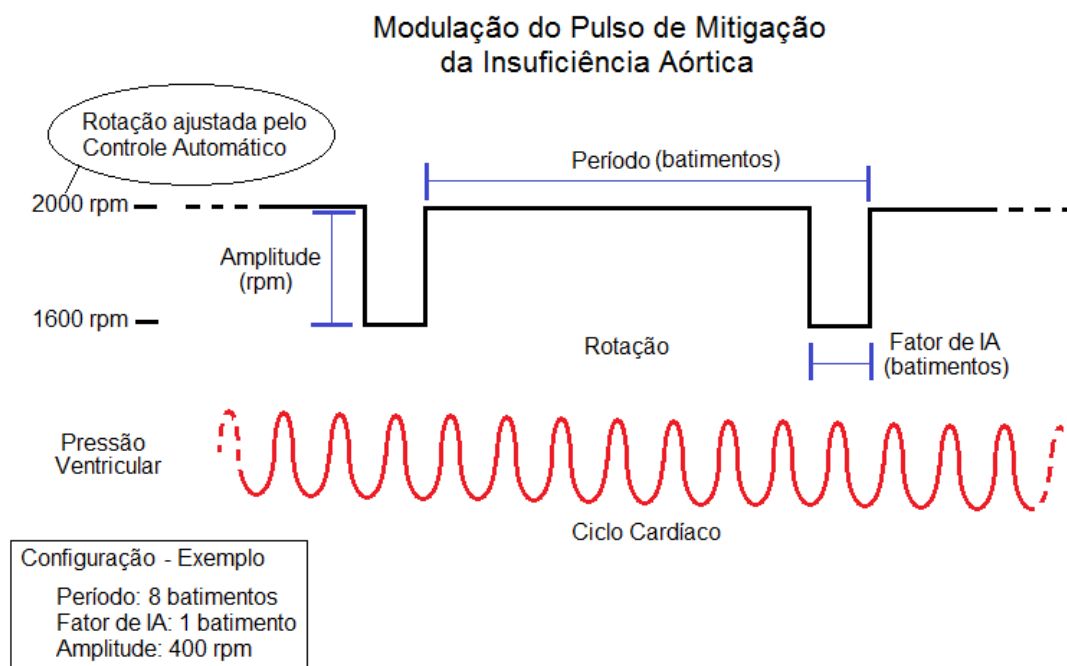 Modulação do Pulso de Mitigação
da Insuficiência Aórtica
Rotação ajustada pelo
Controle Automático
Período (batimentos)
2000 rpm
Amplitude
(rpm)
1600 rpm
Rotação
Fator de IA
(batimentos)
Pressão
Ventricular
Ciclo Cardíaco
Configuração - Exemplo
Período: 8 batimentos
Fator de IA: 1 batimento
Amplitude: 400 rpm